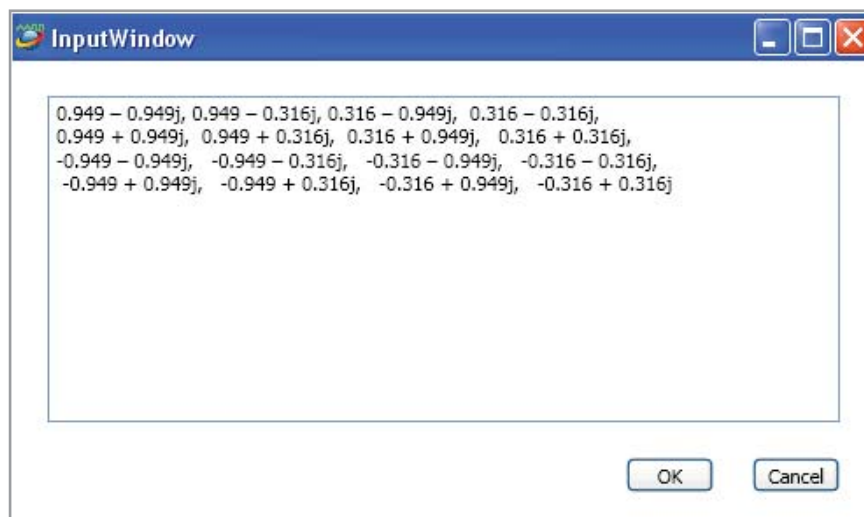 InputWindow
0.949 – 0.949j, 0.949 – 0.316j, 0.316 – 0.949j, 0.316 – 0.316j,
0.949 + 0.949j, 0.949 + 0.316j, 0.316 + 0.949j, 0.316 + 0.316j,
-0.949 – 0.949j, -0.949 – 0.316j, -0.316 – 0.949j, -0.316 – 0.316j,
-0.949 + 0.949j, -0.949 + 0.316j, -0.316 + 0.949j, -0.316 + 0.316j
OK Cancel